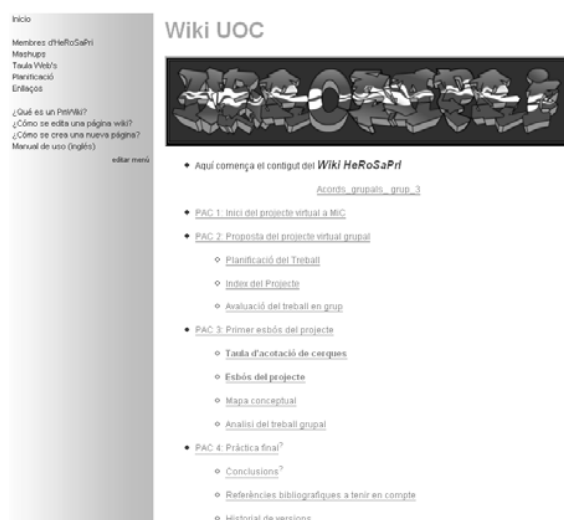 Inicio
Membres d'HeRoSaPri
Mashups
Taula Web's
Planificació
Enllaços
¿Qué es un PmWiki?
¿Cómo se edita una página wiki?
¿Cómo se crea una nueva página?
Manual de uso (inglés)
editar menú
Wiki UOC
Aquí comença el contigut del Wiki HeRoSaPri
Acords_grupals_ grup_3
PAC 1: Inici del projecte virtual a MiC
PAC 2: Proposta del projecte virtual grupal
Planificació del Treball
Index del Projecte
Avaluació del treball en grup
PAC 3: Primer esbós del projecte
Taula d'acotació de cerques
Esbós del projecte
Mapa conceptual
Analisi del treball grupal
PAC 4: Pràctica final?
Conclusions?
Referències bibliografiques a tenir en compte
Historial de versions